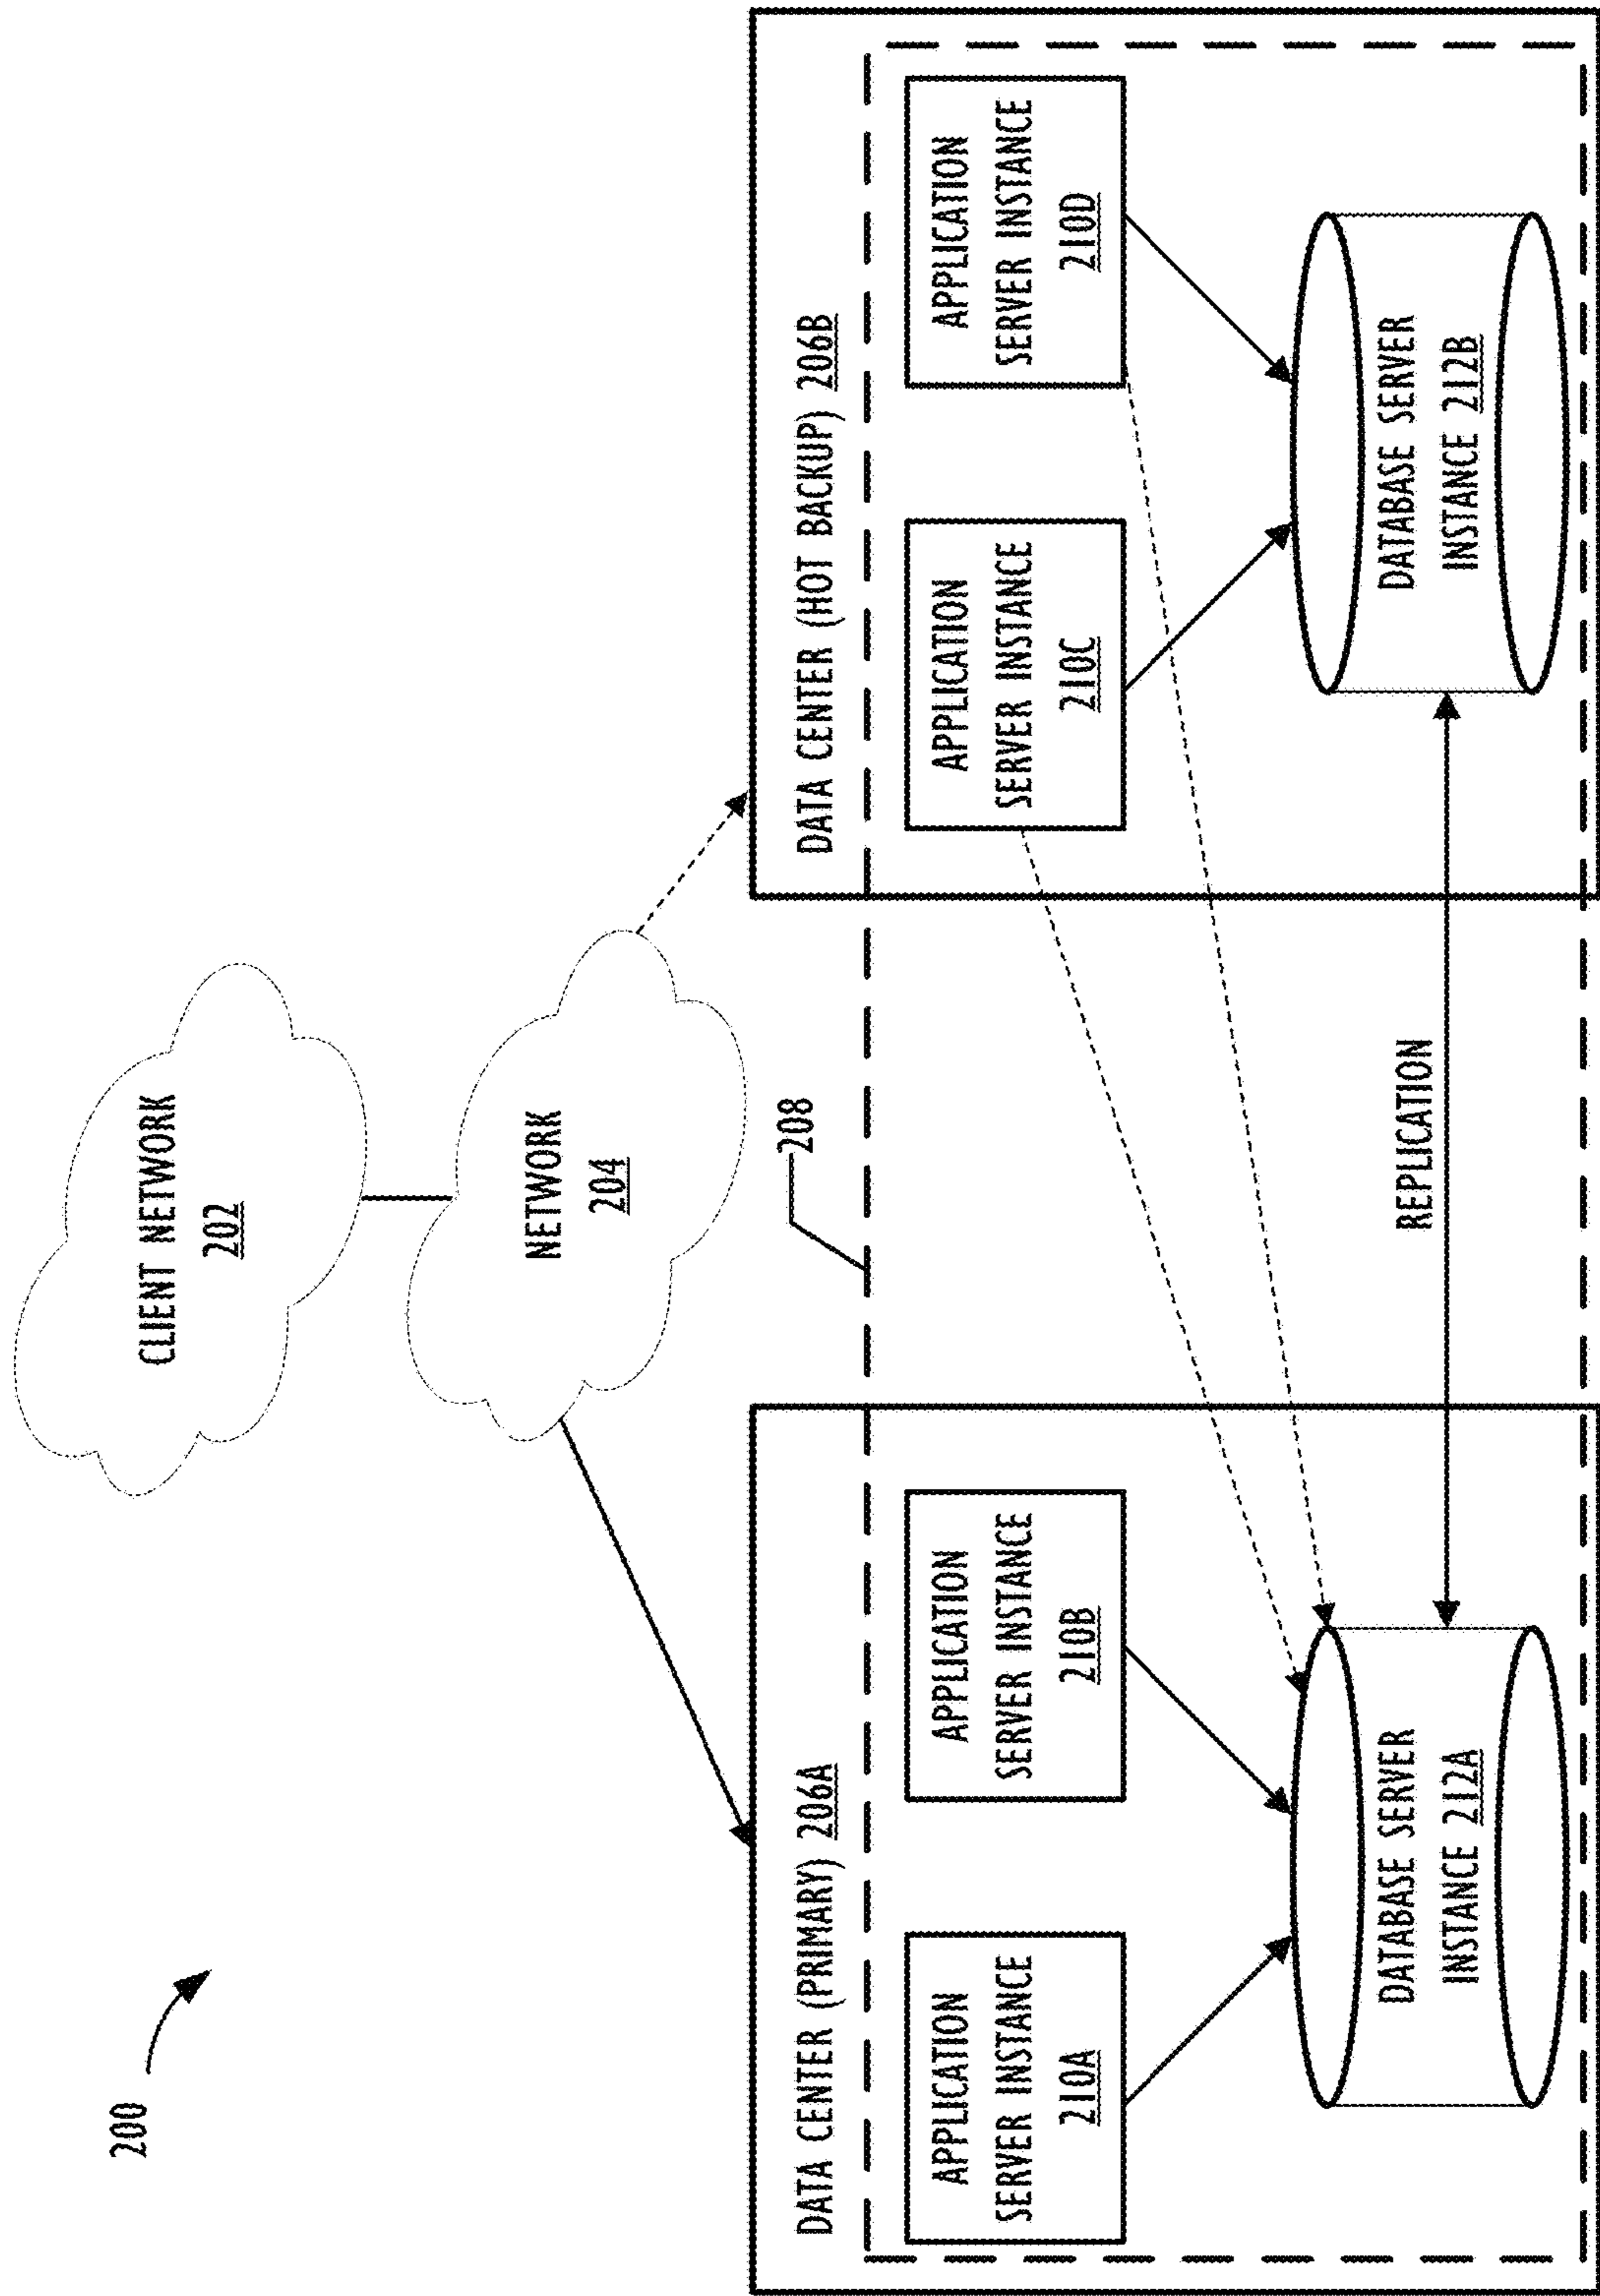 200
CLIENT NETWORK
202
NETWORK
204
208
DATA CENTER (PRIMARY) 206A
APPLICATION
SERVER INSTANCE
210A
APPLICATION
SERVER INSTANCE
210B
DATABASE SERVER
INSTANCE 212A
REPLICATION
DATA CENTER (HOT BACKUP) 206B
APPLICATION
SERVER INSTANCE
210C
APPLICATION
SERVER INSTANCE
210D
DATABASE SERVER
INSTANCE 212B